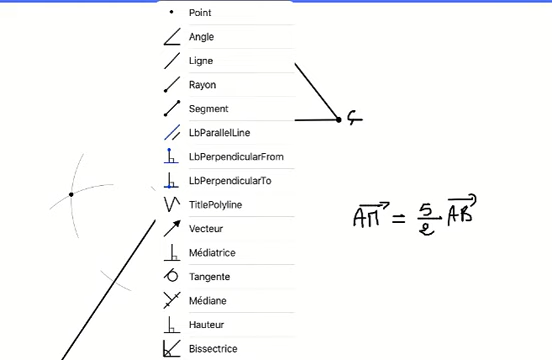 Point
Angle
Ligne
Rayon
Segment
LbParallelLine
LbPerpendicularFrom
LbPerpendicularTo
TitlePolyline
Vecteur
Médiatrice
Tangente
Médiane
Hauteur
Bissectrice
Ç
AM = 5/2 AB